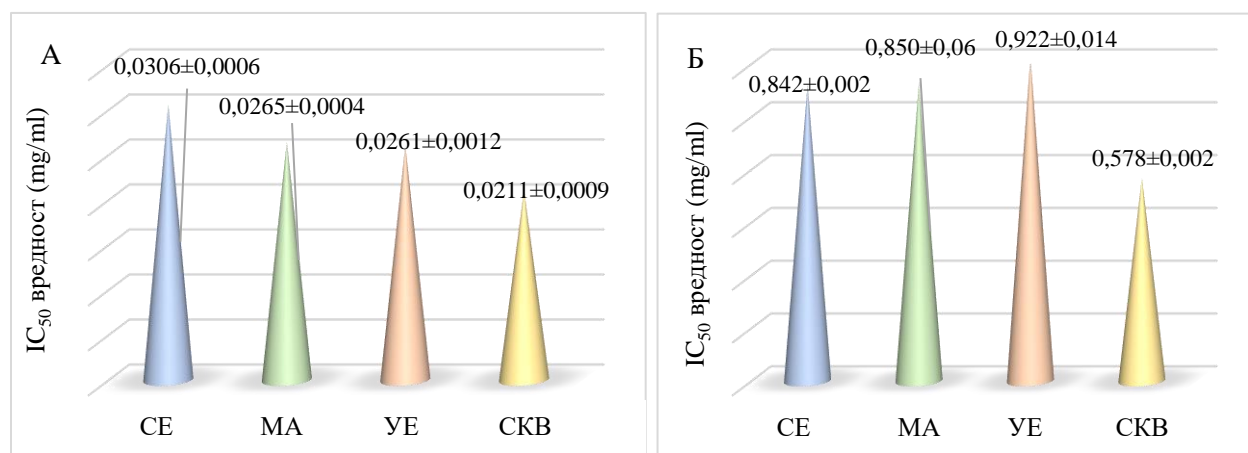 А
0,0306±0,0006
0,0265±0,0004
0,0261±0,0012
0,0211±0,0009
IC₅₀ вредност (mg/ml)
СЕ МА УЕ СКВ
Б
0,842±0,002
0,850±0,06
0,922±0,014
0,578±0,002
IC₅₀ вредност (mg/ml)
СЕ МА УЕ СКВ